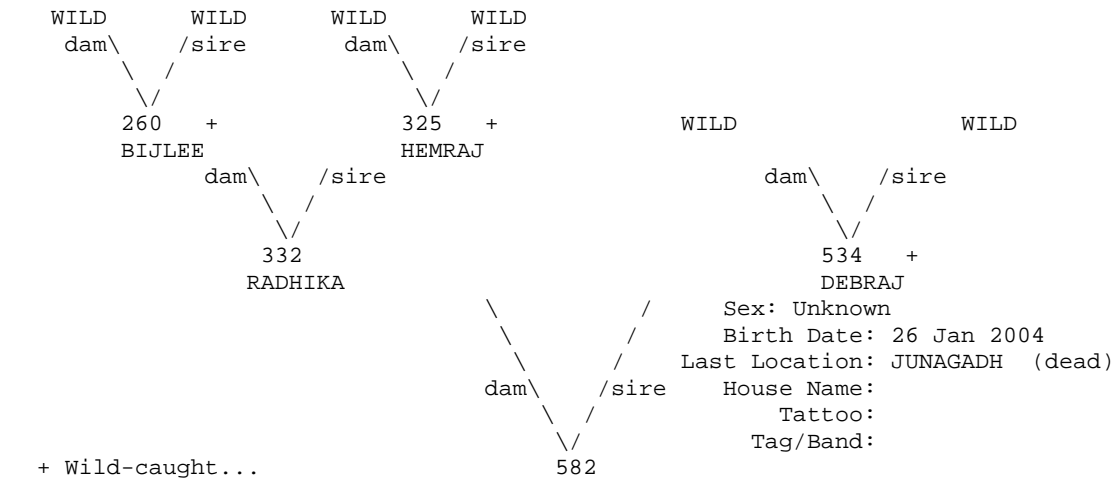 WILD WILD WILD WILD
dam\ /sire dam\ /sire
\ / \ /
\/ \/
260 + 325 + WILD WILD
BIJLEE HEMRAJ
dam\ /sire dam\ /sire
\ / \ /
\/ \/
332 534 +
RADHIKA DEBRAJ
\ / Sex: Unknown
\ / Birth Date: 26 Jan 2004
\ / Last Location: JUNAGADH (dead)
dam\ /sire House Name:
\ / Tattoo:
\/ Tag/Band:
+ Wild-caught... 582